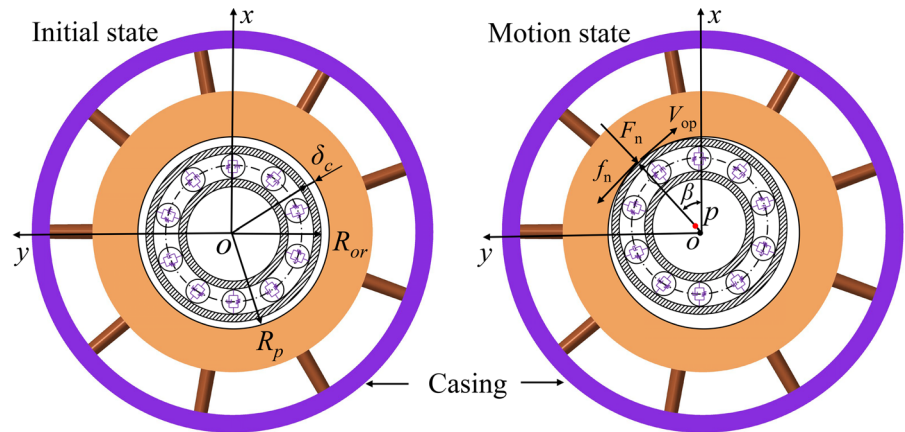 Initial state
x
δc
o
y
Ror
Rp
Casing
Motion state
x
Vop
Fn
fn
β
p
o
y